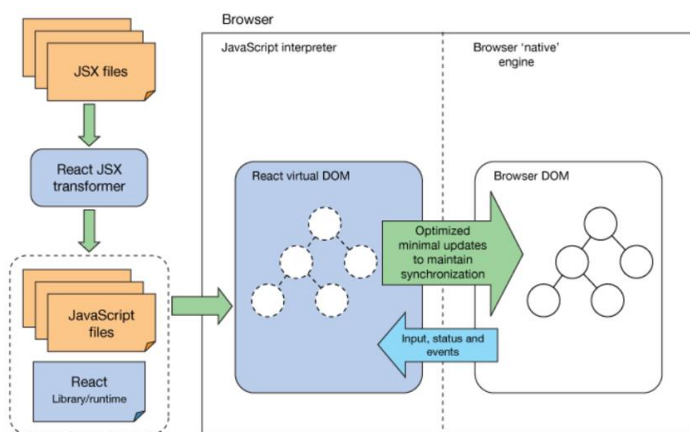 Browser
JSX files
JavaScript interpreter
Browser ‘native’
engine
React JSX
transformer
React virtual DOM
Browser DOM
Optimized
minimal updates
to maintain
synchronization
Input, status and
events
JavaScript
files
React
Library/runtime